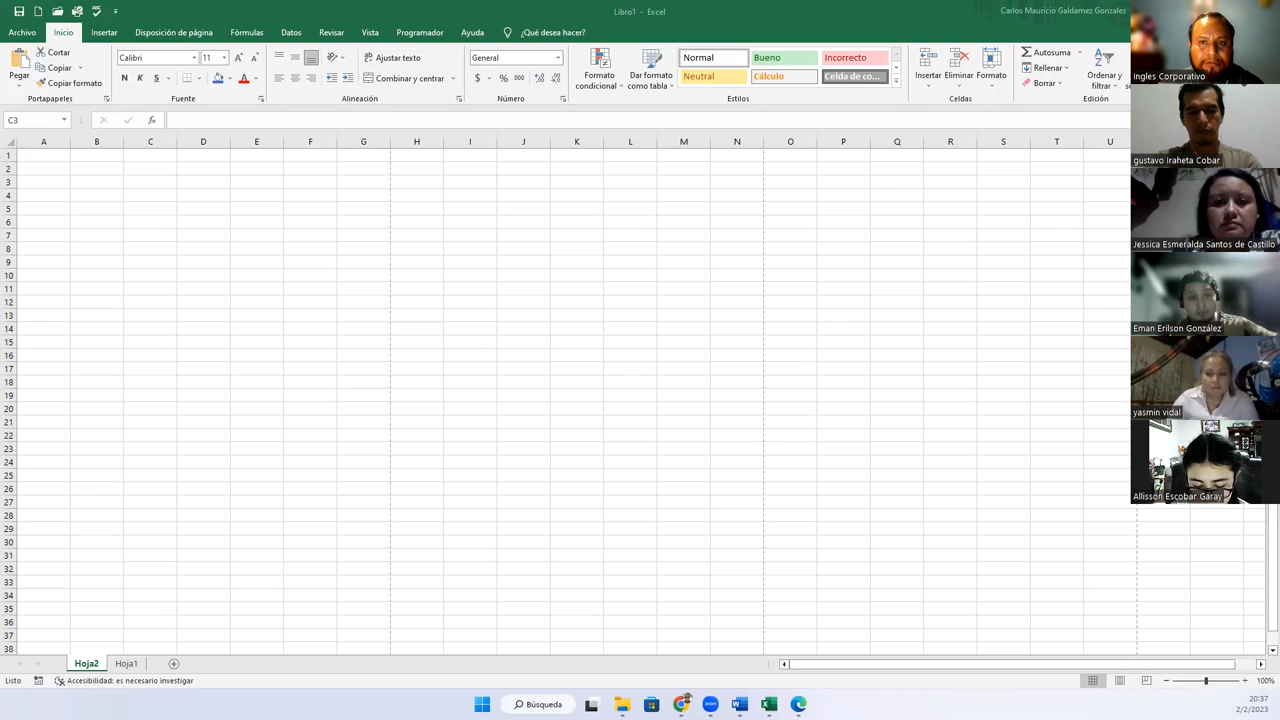 Libro1 - Excel
Carlos Mauricio Galdamez Gonzalez
Archivo Inicio Insertar Disposición de página Fórmulas Datos Revisar Vista Programador Ayuda ¿Qué desea hacer?
Pegar
Cortar
Copiar
Copiar formato
Portapapeles
Calibri 11
N K S
Fuente
Ajustar texto
Combinar y centrar
Alineación
General
$ % 000
Número
Formato condicional
Dar formato como tabla
Normal Bueno Incorrecto
Neutral Cálculo Celda de co...
Estilos
Insertar Eliminar Formato
Celdas
Autosuma
Rellenar
Borrar
Ordenar y filtrar
Edición
C3 fx
A B C D E F G H I J K L M N O P Q R S T U
1
2
3
4
5
6
7
8
9
10
11
12
13
14
15
16
17
18
19
20
21
22
23
24
25
26
27
28
29
30
31
32
33
34
35
36
37
38
Ingles Corporativo
gustavo Iraheta Cobar
Jessica Esmeralda Santos de Castillo
Eman Erilson González
yasmin vidal
Allisson Escobar Garay
Hoja2 Hoja1
Listo Accesibilidad: es necesario investigar 100%
Búsqueda
20:37
2/2/2023